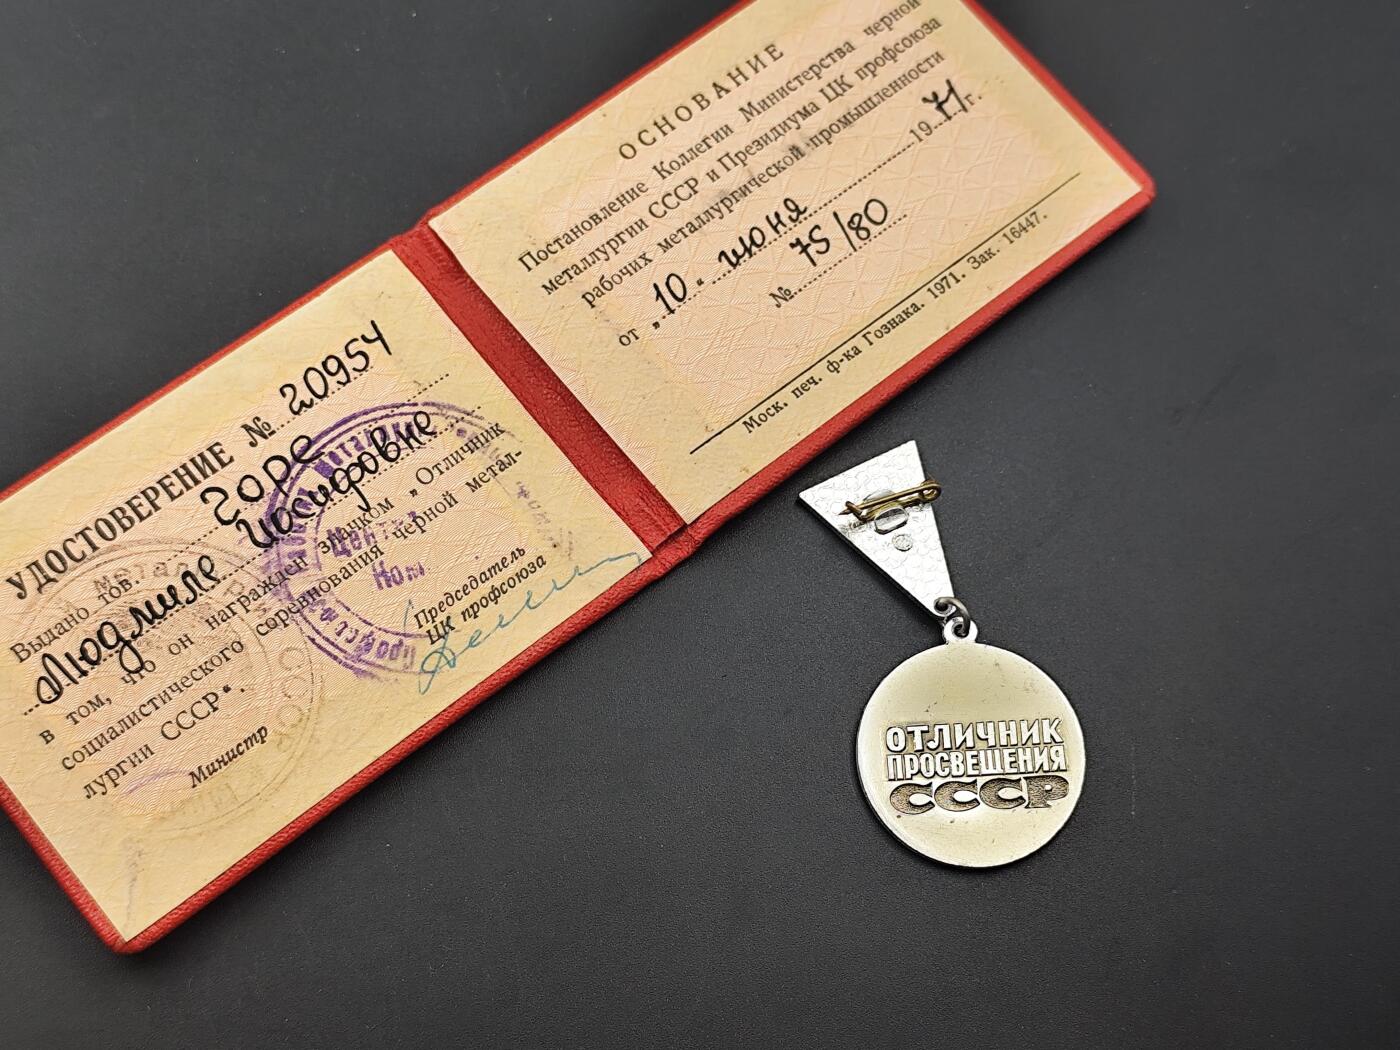 УДОСТОВЕРЕНИЕ № 20954
Выдано тов. Горе
Людмиле Иосифовне
в том, что он награжден значком „Отличник
социалистического соревнования черной метал-
лургии СССР“.
Министр
Председатель
ЦК профсоюза
ОСНОВАНИЕ
Постановление Коллегии Министерства черной
металлургии СССР и Президиума ЦК профсоюза
рабочих металлургической промышленности
от „10“ июня 1971г.
№ 75/80
Моск. печ. ф-ка Гознака. 1971. Зак. 16447.
ОТЛИЧНИК
ПРОСВЕЩЕНИЯ
СССР